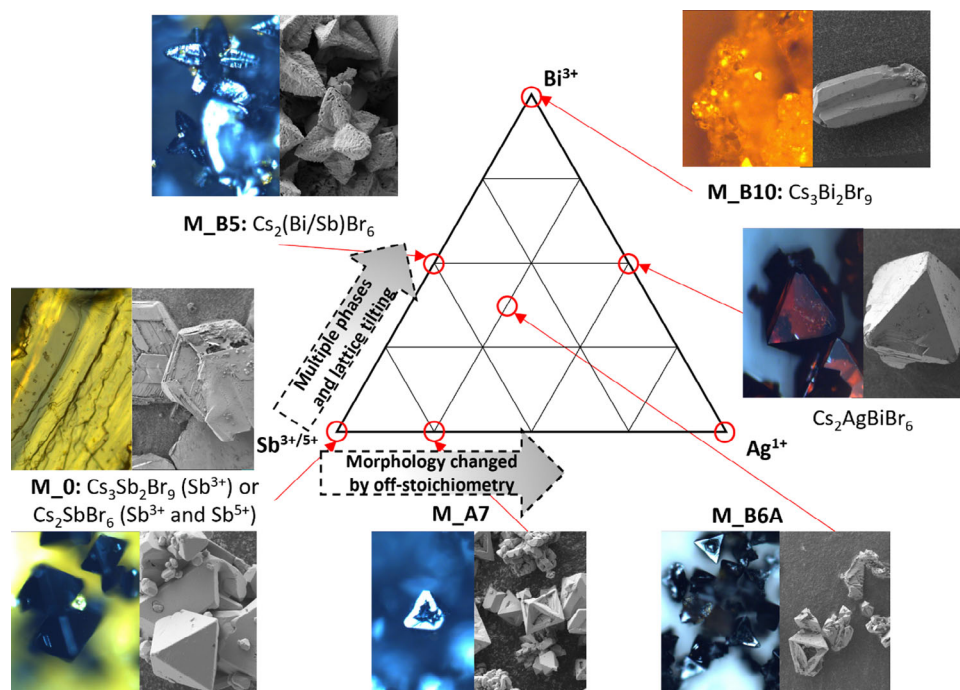 Bi³⁺
M_B10: Cs₃Bi₂Br₉
M_B5: Cs₂(Bi/Sb)Br₆
Multiple phases
and lattice tilting
Cs₂AgBiBr₆
Sb³⁺/⁵⁺
Ag¹⁺
Morphology changed
by off-stoichiometry
M_0: Cs₃Sb₂Br₉ (Sb³⁺) or
Cs₂SbBr₆ (Sb³⁺ and Sb⁵⁺)
M_A7
M_B6A